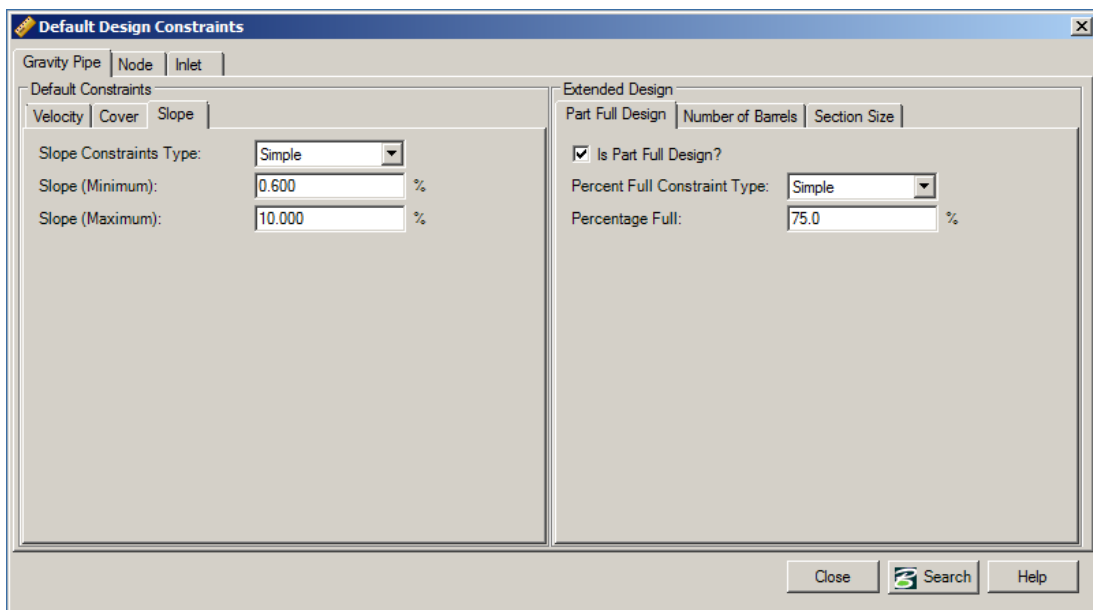 Default Design Constraints
Gravity Pipe Node Inlet
Default Constraints
Velocity Cover Slope
Slope Constraints Type: Simple
Slope (Minimum): 0.600 %
Slope (Maximum): 10.000 %
Extended Design
Part Full Design Number of Barrels Section Size
Is Part Full Design?
Percent Full Constraint Type: Simple
Percentage Full: 75.0 %
Close Search Help